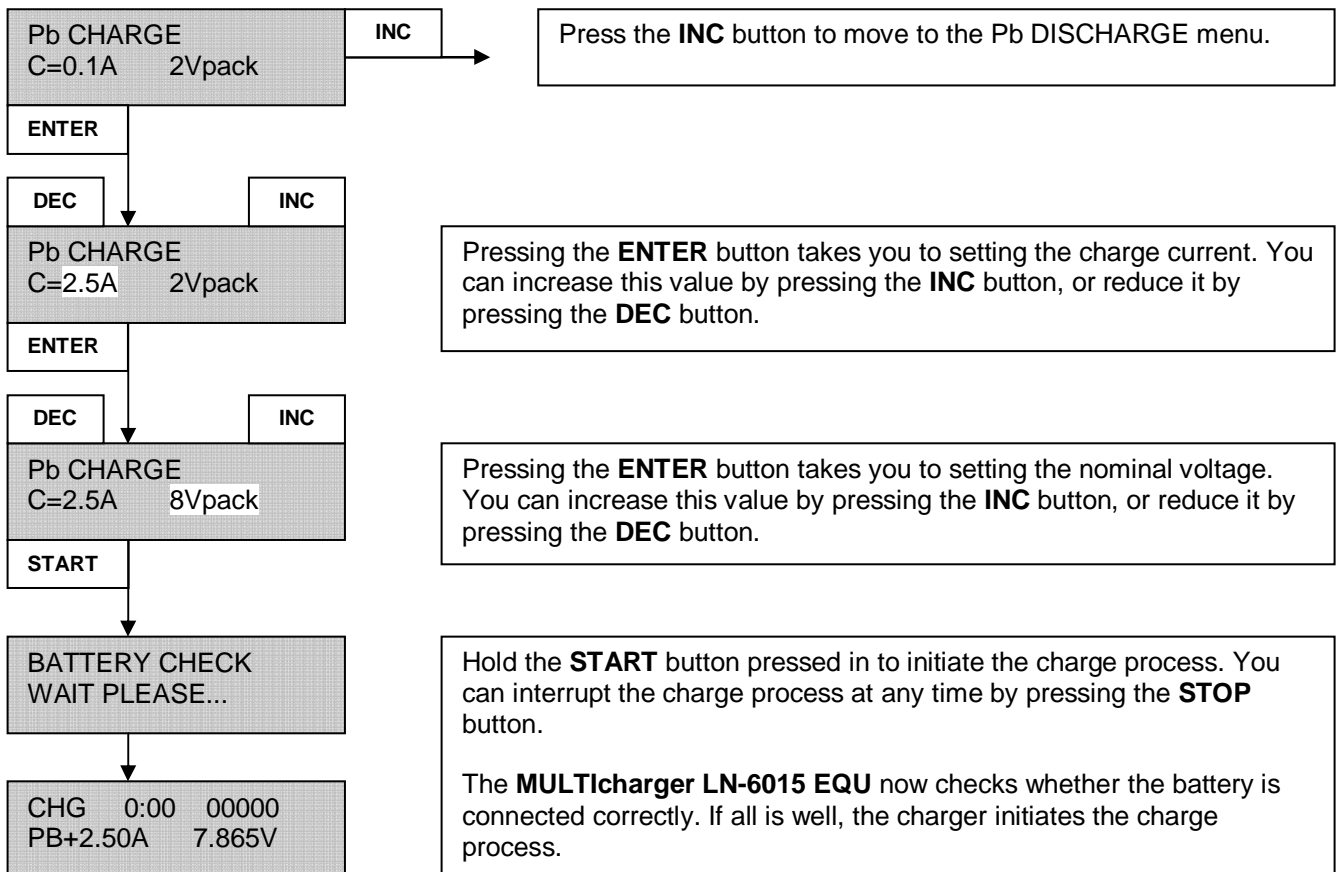 Pb CHARGE
C=0.1A 2Vpack
INC
Press the INC button to move to the Pb DISCHARGE menu.
ENTER
DEC
INC
Pb CHARGE
C=2.5A 2Vpack
Pressing the ENTER button takes you to setting the charge current. You
can increase this value by pressing the INC button, or reduce it by
pressing the DEC button.
ENTER
DEC
INC
Pb CHARGE
C=2.5A 8Vpack
Pressing the ENTER button takes you to setting the nominal voltage.
You can increase this value by pressing the INC button, or reduce it by
pressing the DEC button.
START
BATTERY CHECK
WAIT PLEASE...
Hold the START button pressed in to initiate the charge process. You
can interrupt the charge process at any time by pressing the STOP
button.
The MULTIcharger LN-6015 EQU now checks whether the battery is
connected correctly. If all is well, the charger initiates the charge
process.
CHG 0:00 00000
PB+2.50A 7.865V